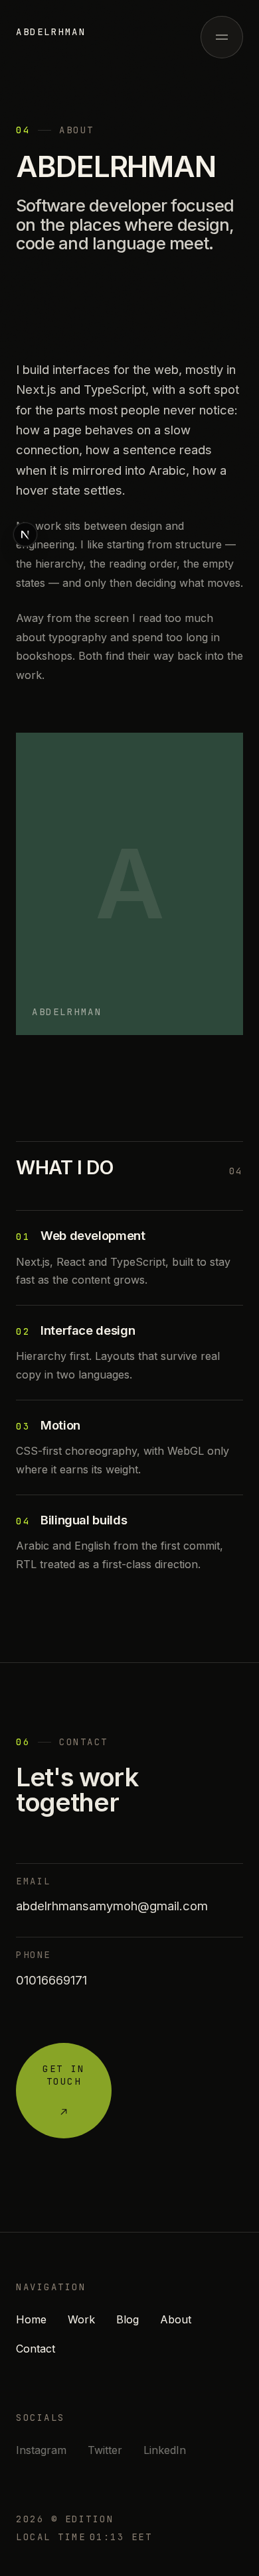 ABDELRHMAN
04 ABOUT
ABDELRHMAN
Software developer focused
on the places where design,
code and language meet.
I build interfaces for the web, mostly in
Next.js and TypeScript, with a soft spot
for the parts most people never notice:
how a page behaves on a slow
connection, how a sentence reads
when it is mirrored into Arabic, how a
hover state settles.
work sits between design and
N
engineering. I like starting from structure —
the hierarchy, the reading order, the empty
states — and only then deciding what moves.
Away from the screen I read too much
about typography and spend too long in
bookshops. Both find their way back into the
work.
A
ABDELRHMAN
WHAT I DO 04
01 Web development
Next.js, React and TypeScript, built to stay
fast as the content grows.
02 Interface design
Hierarchy first. Layouts that survive real
copy in two languages.
03 Motion
CSS-first choreography, with WebGL only
where it earns its weight.
04 Bilingual builds
Arabic and English from the first commit,
RTL treated as a first-class direction.
06 CONTACT
Let's work
together
EMAIL
abdelrhmansamymoh@gmail.com
PHONE
01016669171
GET IN
TOUCH
↗
NAVIGATION
Home Work Blog About
Contact
SOCIALS
Instagram Twitter LinkedIn
2026 © EDITION
LOCAL TIME 01:13 EET